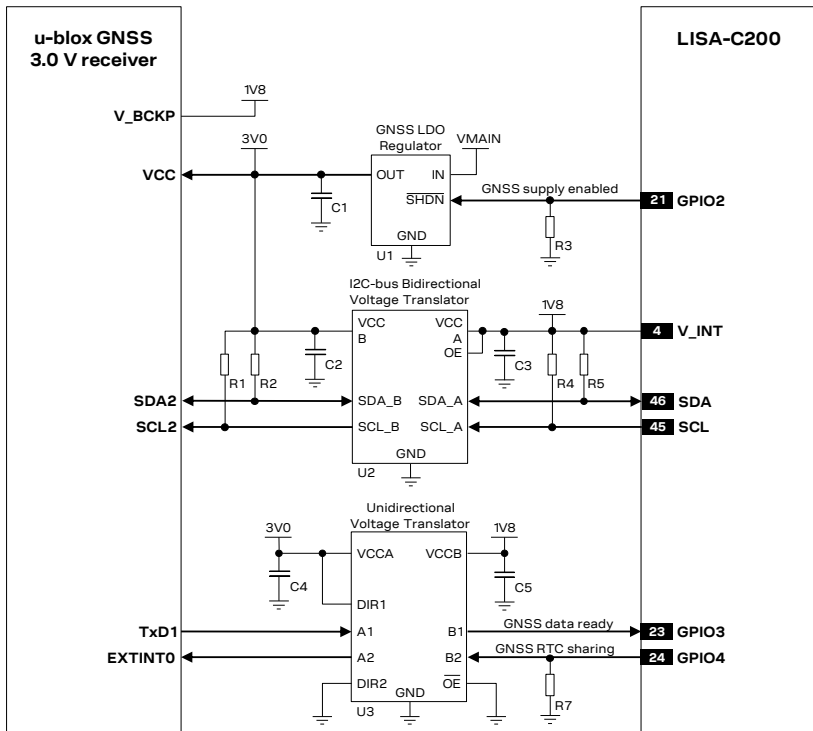 u-blox GNSS
3.0 V receiver
LISA-C200
1V8
V_BCKP
GNSS LDO
Regulator
VMAIN
3V0
VCC
OUT
IN
C1
SHDN
GNSS supply enabled
21 GPIO2
GND
R3
U1
I2C-bus Bidirectional
Voltage Translator
1V8
VCC
B
VCC
A
OE
4 V_INT
C2
C3
R1
R2
R4
R5
SDA2
SDA_B
SDA_A
46 SDA
SCL2
SCL_B
SCL_A
45 SCL
GND
U2
Unidirectional
Voltage Translator
3V0
1V8
VCCA
VCCB
C4
C5
DIR1
TxD1
A1
B1
GNSS data ready
23 GPIO3
EXTINT0
A2
B2
GNSS RTC sharing
24 GPIO4
DIR2
GND
OE
R7
U3